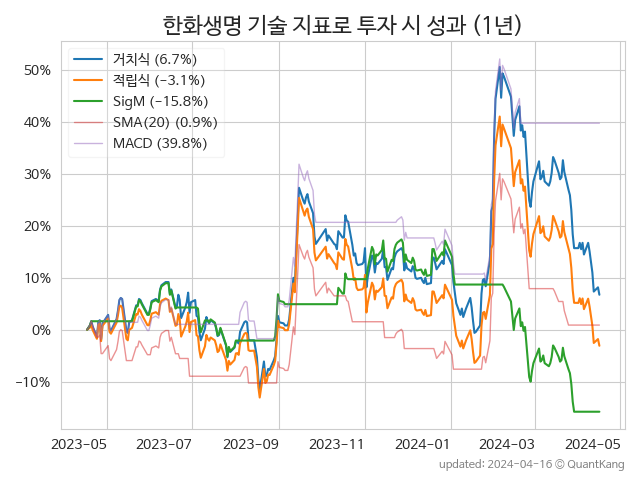 한화생명 기술 지표로 투자 시 성과 (1년)
거치식 (6.7%)
적립식 (−3.1%)
SigM (−15.8%)
SMA(20) (0.9%)
MACD (39.8%)
50%
40%
30%
20%
10%
0%
−10%
2023-05 2023-07 2023-09 2023-11 2024-01 2024-03 2024-05
updated: 2024-04-16 © QuantKang